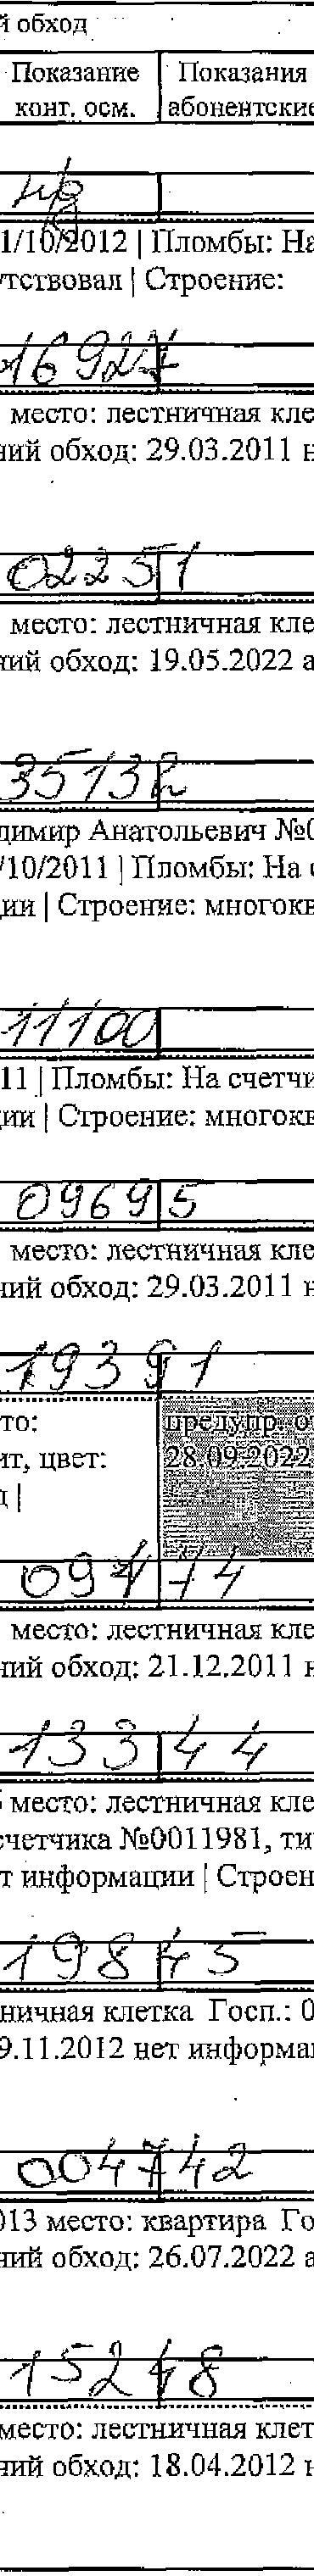 й обход
Показание Показания
конт. осм. абонентские
1/10/2012 | Пломбы: На
тствовал | Строение:
16927
место: лестничная кле
ний обход: 29.03.2011 н
02251
место: лестничная кле
ний обход: 19.05.2022 а
35132
димир Анатольевич №0
/10/2011 | Пломбы: На с
ции | Строение: многокв
11100
11 | Пломбы: На счетчи
ции | Строение: многокв
09695
место: лестничная кле
ний обход: 29.03.2011 н
19391
то: предупр. о
ит, цвет: 28.09.2022
д |
место: лестничная кле
ний обход: 21.12.2011 н
13344
место: лестничная кле
счетчика №0011981, ти
т информации | Строен
19845
ничная клетка Госп.: 0
9.11.2012 нет информа
004742
013 место: квартира Го
ний обход: 26.07.2022 а
15248
место: лестничная клет
ний обход: 18.04.2012 н